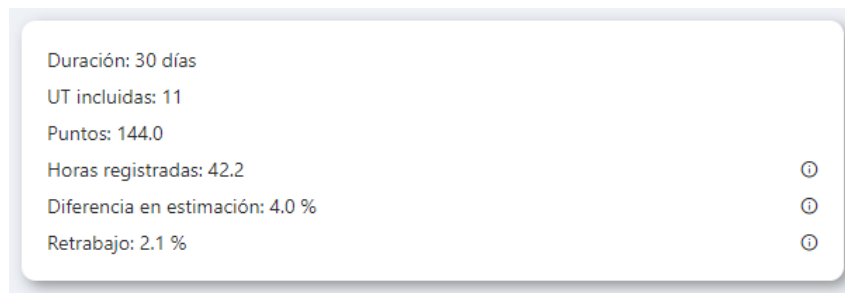 Duración: 30 días
UT incluidas: 11
Puntos: 144.0
Horas registradas: 42.2
Diferencia en estimación: 4.0 %
Retrabajo: 2.1 %